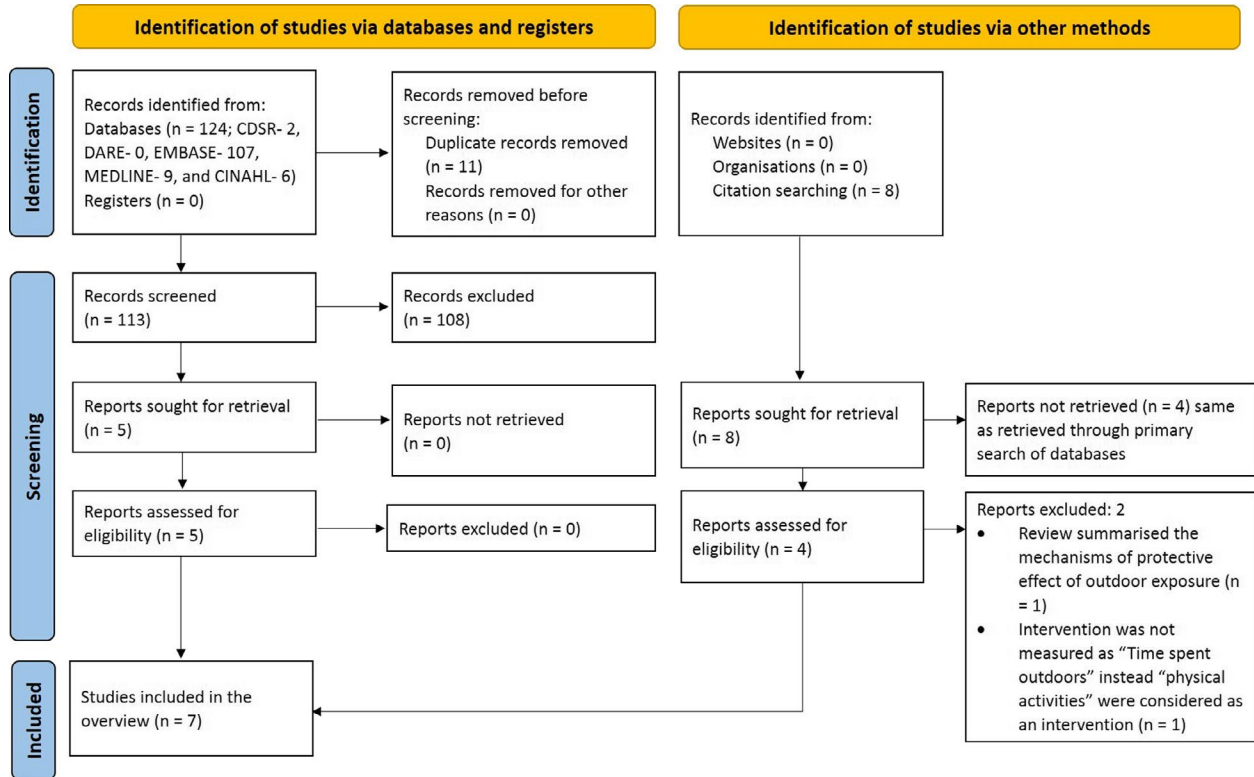 Identification of studies via databases and registers
Identification of studies via other methods
Identification
Records identified from:
Databases (n = 124; CDSR- 2,
DARE- 0, EMBASE- 107,
MEDLINE- 9, and CINAHL- 6)
Registers (n = 0)
Records removed before
screening:
Duplicate records removed
(n = 11)
Records removed for other
reasons (n = 0)
Records identified from:
Websites (n = 0)
Organisations (n = 0)
Citation searching (n = 8)
Screening
Records screened
(n = 113)
Records excluded
(n = 108)
Reports sought for retrieval
(n = 5)
Reports not retrieved
(n = 0)
Reports sought for retrieval
(n = 8)
Reports not retrieved (n = 4) same
as retrieved through primary
search of databases
Reports assessed for
eligibility (n = 5)
Reports excluded (n = 0)
Reports assessed for
eligibility (n = 4)
Reports excluded: 2
• Review summarised the
mechanisms of protective
effect of outdoor exposure (n
= 1)
• Intervention was not
measured as “Time spent
outdoors” instead “physical
activities” were considered as
an intervention (n = 1)
Included
Studies included in the
overview (n = 7)